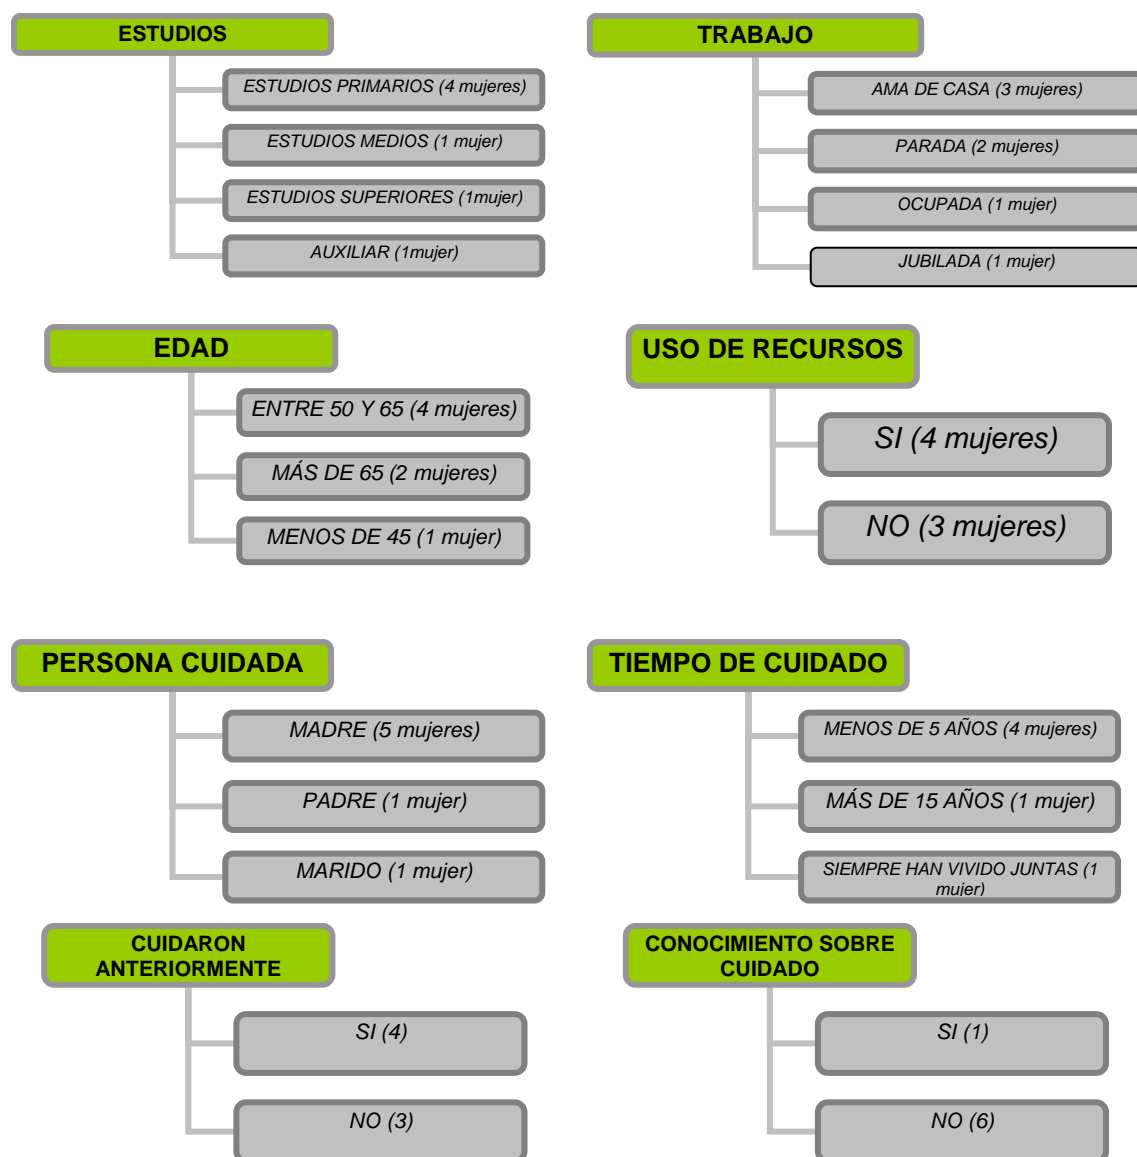 ESTUDIOS
ESTUDIOS PRIMARIOS (4 mujeres)
ESTUDIOS MEDIOS (1 mujer)
ESTUDIOS SUPERIORES (1mujer)
AUXILIAR (1mujer)
TRABAJO
AMA DE CASA (3 mujeres)
PARADA (2 mujeres)
OCUPADA (1 mujer)
JUBILADA (1 mujer)
EDAD
ENTRE 50 Y 65 (4 mujeres)
MÁS DE 65 (2 mujeres)
MENOS DE 45 (1 mujer)
USO DE RECURSOS
SI (4 mujeres)
NO (3 mujeres)
PERSONA CUIDADA
MADRE (5 mujeres)
PADRE (1 mujer)
MARIDO (1 mujer)
TIEMPO DE CUIDADO
MENOS DE 5 AÑOS (4 mujeres)
MÁS DE 15 AÑOS (1 mujer)
SIEMPRE HAN VIVIDO JUNTAS (1
mujer)
CUIDARON
ANTERIORMENTE
SI (4)
NO (3)
CONOCIMIENTO SOBRE
CUIDADO
SI (1)
NO (6)